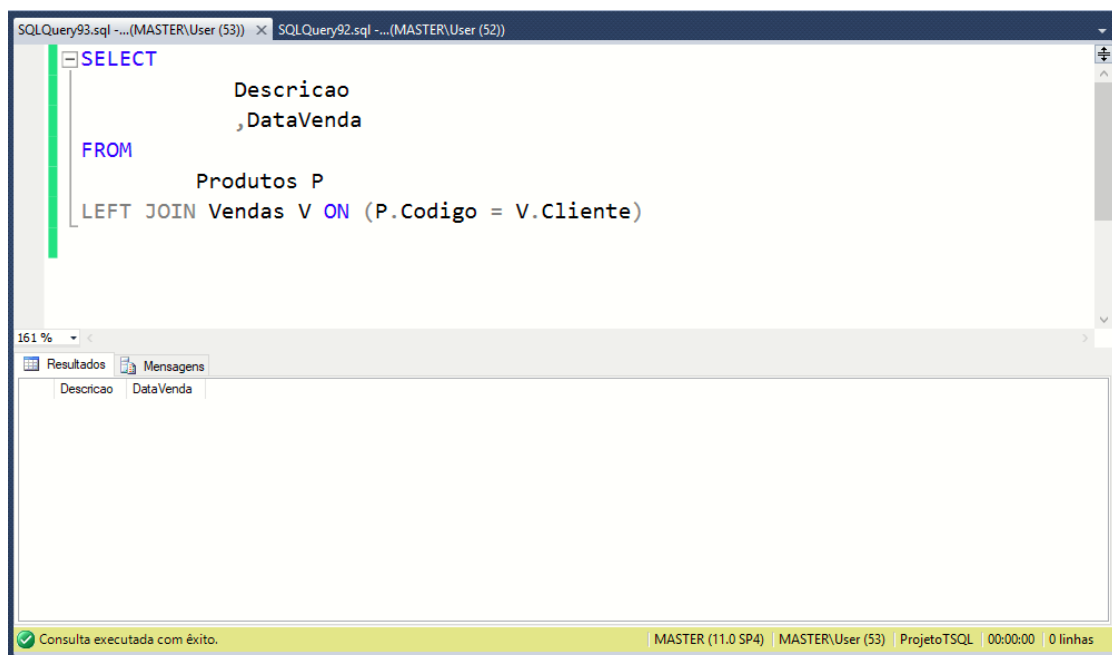 SQLQuery93.sql -...(MASTER\User (53)) × SQLQuery92.sql -...(MASTER\User (52))
SELECT
Descricao
,DataVenda
FROM
Produtos P
LEFT JOIN Vendas V ON (P.Codigo = V.Cliente)
161 %
Resultados Mensagens
Descricao DataVenda
Consulta executada com êxito. MASTER (11.0 SP4) MASTER\User (53) ProjetoTSQL 00:00:00 0 linhas